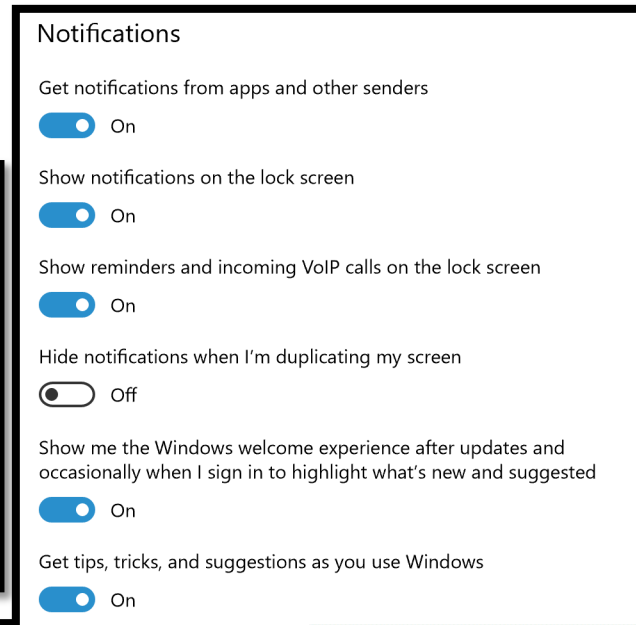 Notifications
Get notifications from apps and other senders
On
Show notifications on the lock screen
On
Show reminders and incoming VoIP calls on the lock screen
On
Hide notifications when I'm duplicating my screen
Off
Show me the Windows welcome experience after updates and
occasionally when I sign in to highlight what's new and suggested
On
Get tips, tricks, and suggestions as you use Windows
On